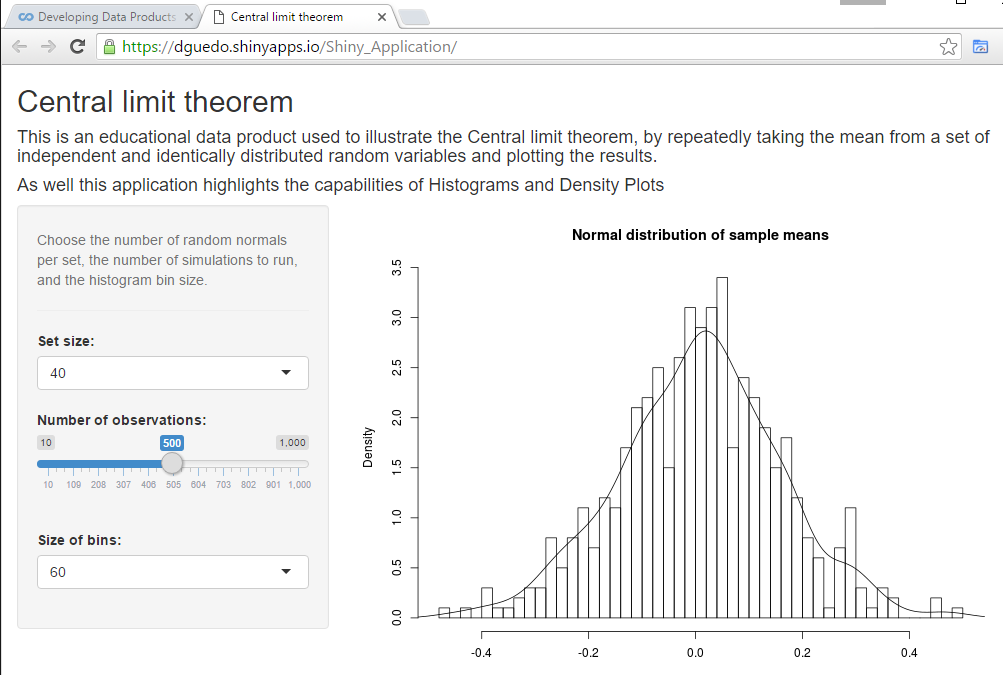 Developing Data Products
Central limit theorem
https://dguedo.shinyapps.io/Shiny_Application/
Central limit theorem
This is an educational data product used to illustrate the Central limit theorem, by repeatedly taking the mean from a set of
independent and identically distributed random variables and plotting the results.
As well this application highlights the capabilities of Histograms and Density Plots
Choose the number of random normals
per set, the number of simulations to run,
and the histogram bin size.
Set size:
40
Number of observations:
10 500 1,000
10 109 208 307 406 505 604 703 802 901 1,000
Size of bins:
60
Normal distribution of sample means
Density
3.5
3.0
2.5
2.0
1.5
1.0
0.5
0.0
-0.4 -0.2 0.0 0.2 0.4